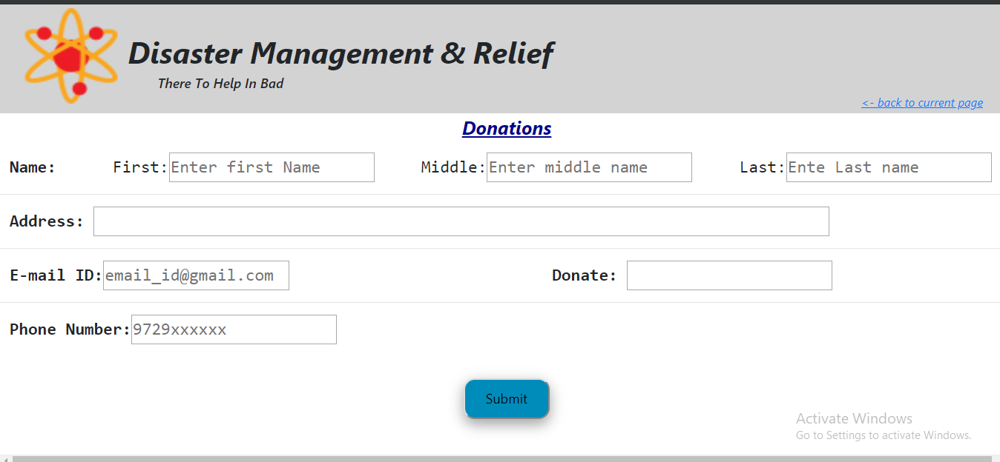 Disaster Management & Relief
There To Help In Bad
<- back to current page
Donations
Name: First: Enter first Name Middle: Enter middle name Last: Ente Last name
Address:
E-mail ID: email_id@gmail.com Donate:
Phone Number: 9729xxxxxx
Submit
Activate Windows
Go to Settings to activate Windows.